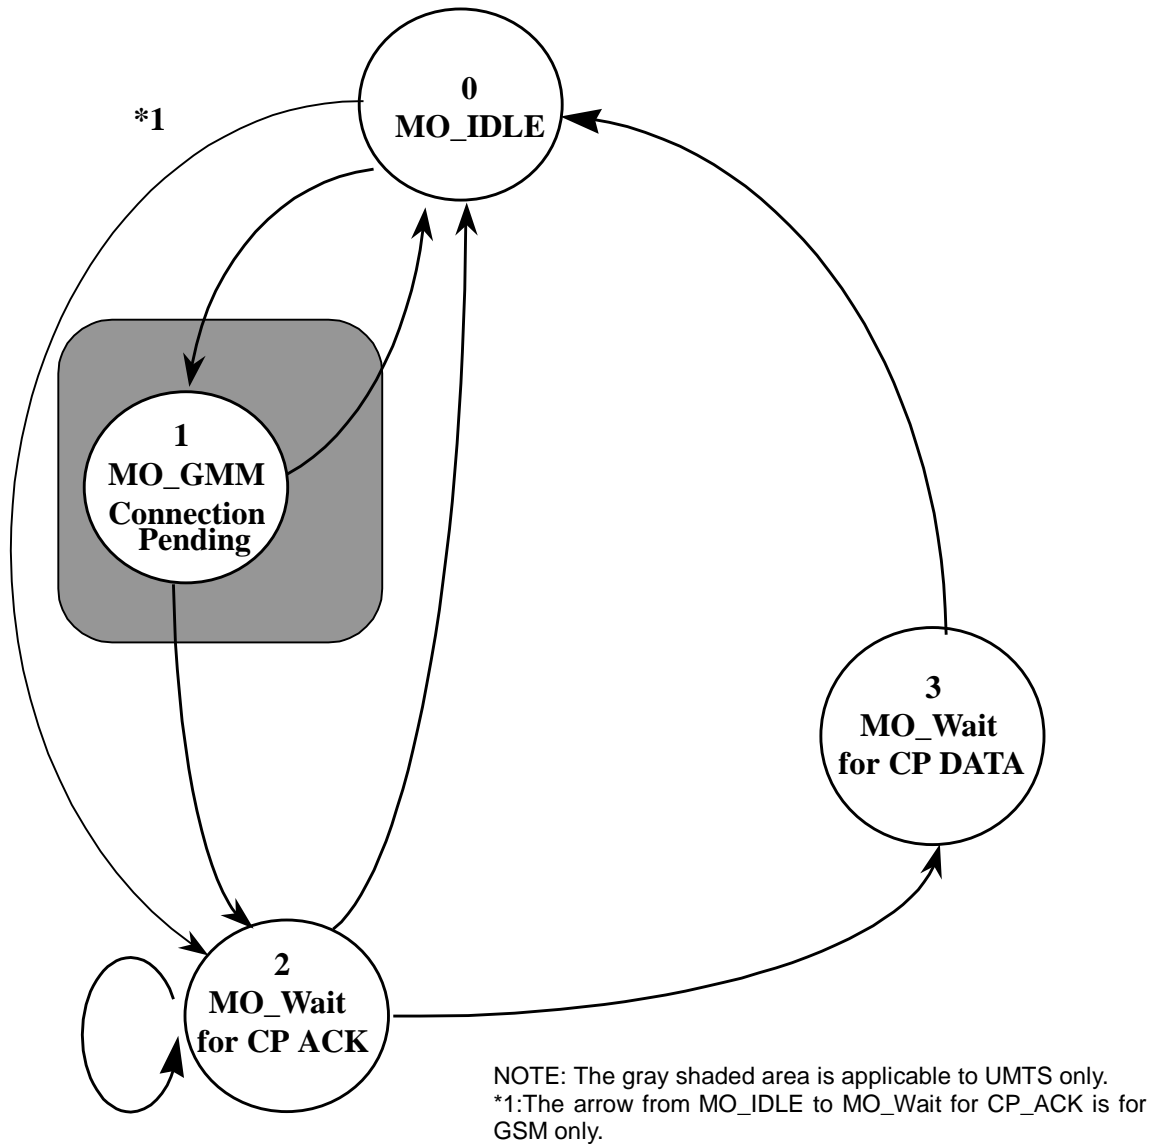 0
MO_IDLE
*1
1
MO_GMM
Connection
Pending
3
MO_Wait
for CP DATA
2
MO_Wait
for CP ACK
NOTE: The gray shaded area is applicable to UMTS only.
*1:The arrow from MO_IDLE to MO_Wait for CP_ACK is for
GSM only.